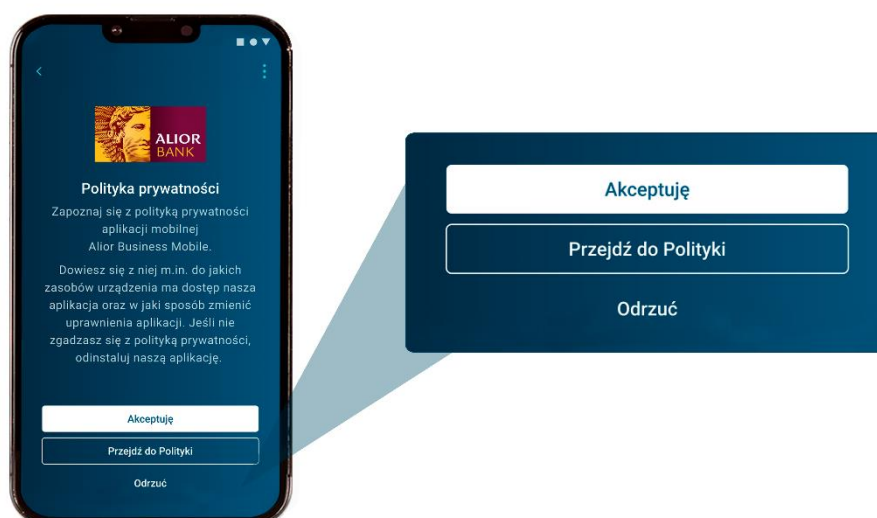 ALIOR
BANK
Polityka prywatności
Zapoznaj się z polityką prywatności
aplikacji mobilnej
Alior Business Mobile.
Dowiesz się z niej m.in. do jakich
zasobów urządzenia ma dostęp nasza
aplikacja oraz w jaki sposób zmienić
uprawnienia aplikacji. Jeśli nie
zgadzasz się z polityką prywatności,
odinstaluj naszą aplikację.
Akceptuję
Przejdź do Polityki
Odrzuć
Akceptuję
Przejdź do Polityki
Odrzuć